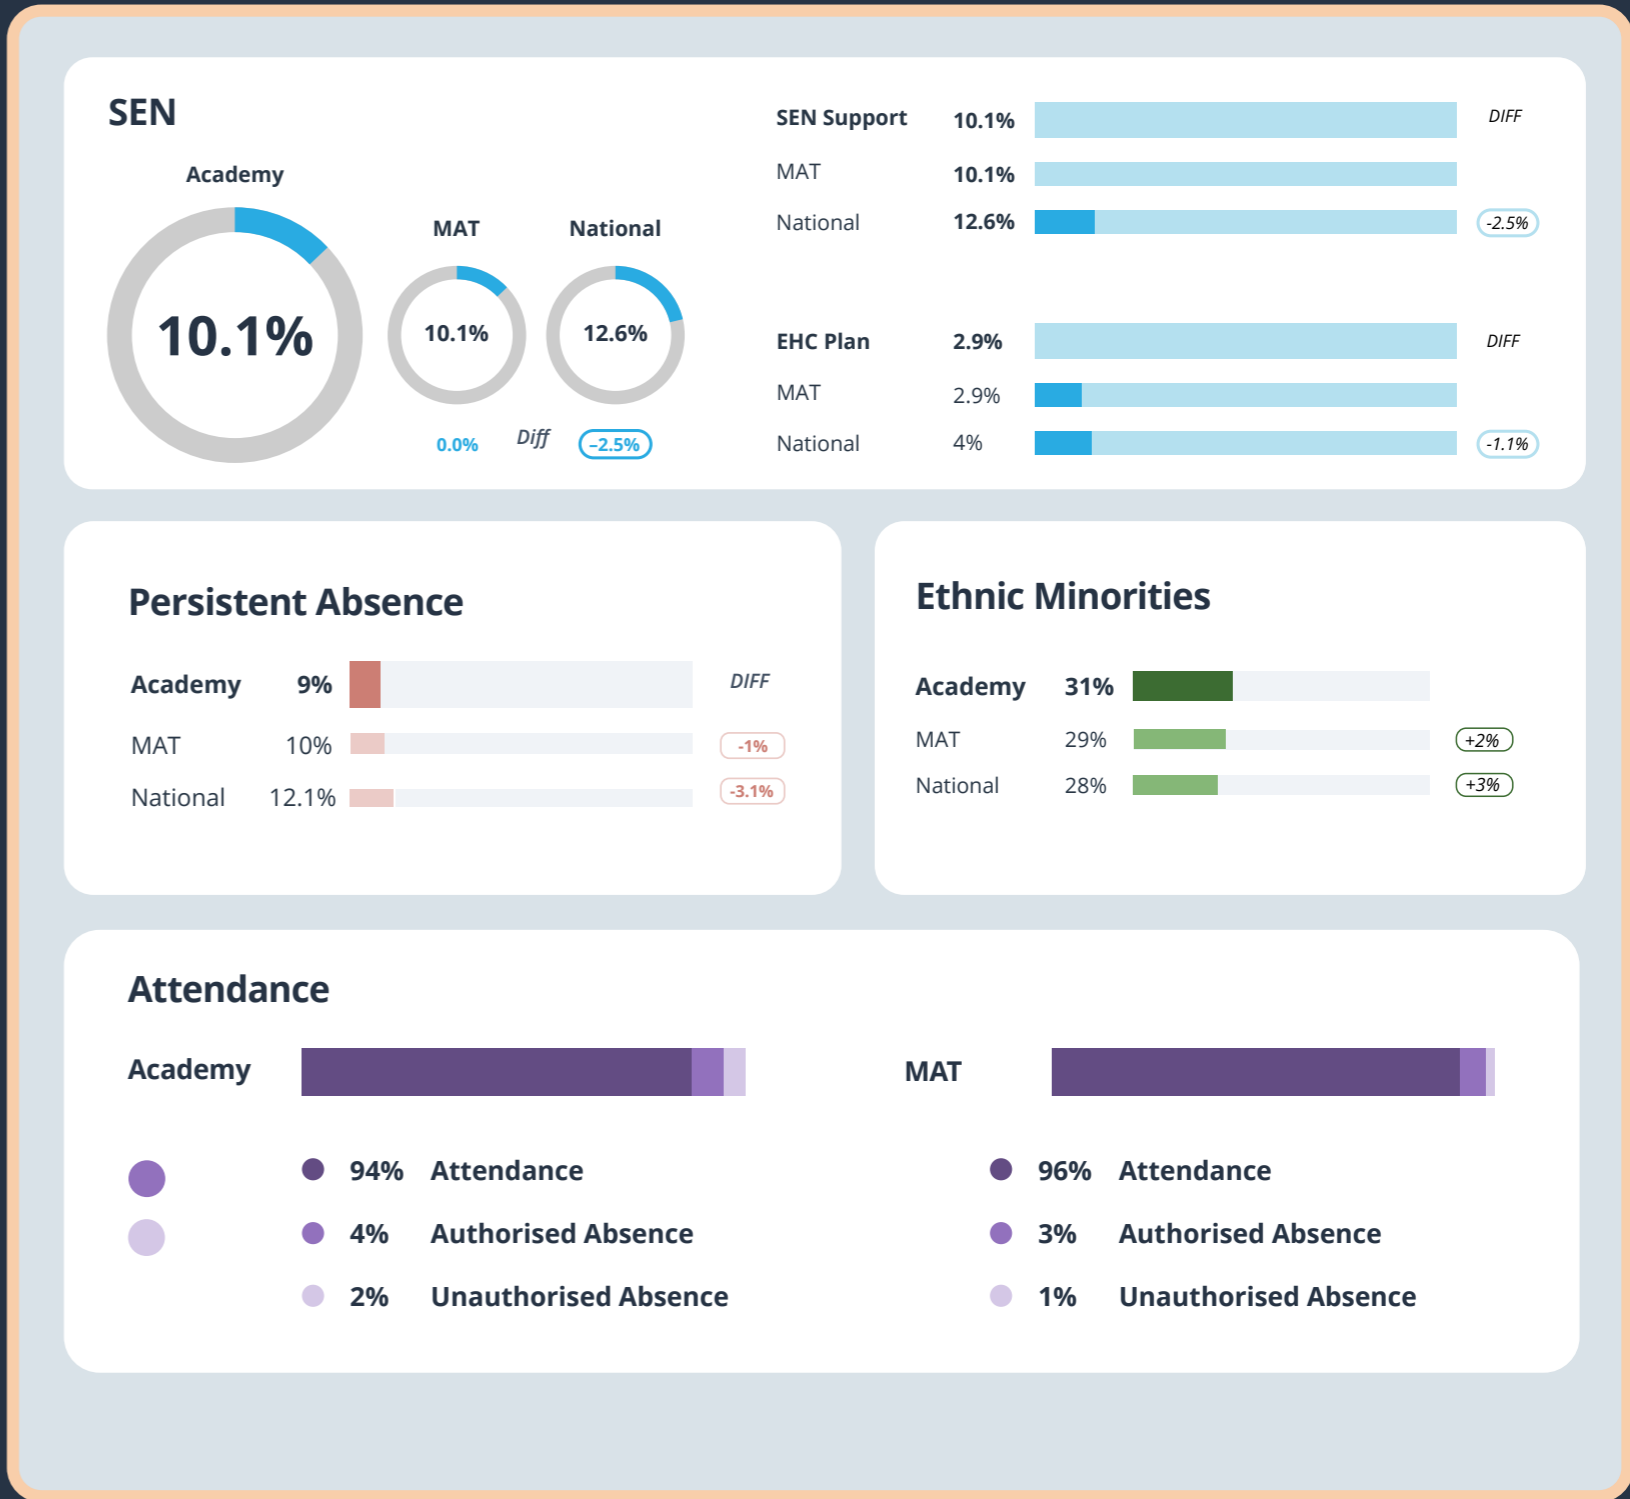 SEN
Academy
10.1%
MAT
10.1%
National
12.6%
0.0%
Diff
–2.5%
SEN Support 10.1% DIFF
MAT 10.1%
National 12.6% -2.5%
EHC Plan 2.9% DIFF
MAT 2.9%
National 4% -1.1%
Persistent Absence
Academy 9% DIFF
MAT 10% -1%
National 12.1% -3.1%
Ethnic Minorities
Academy 31%
MAT 29% +2%
National 28% +3%
Attendance
Academy
94% Attendance
4% Authorised Absence
2% Unauthorised Absence
MAT
96% Attendance
3% Authorised Absence
1% Unauthorised Absence